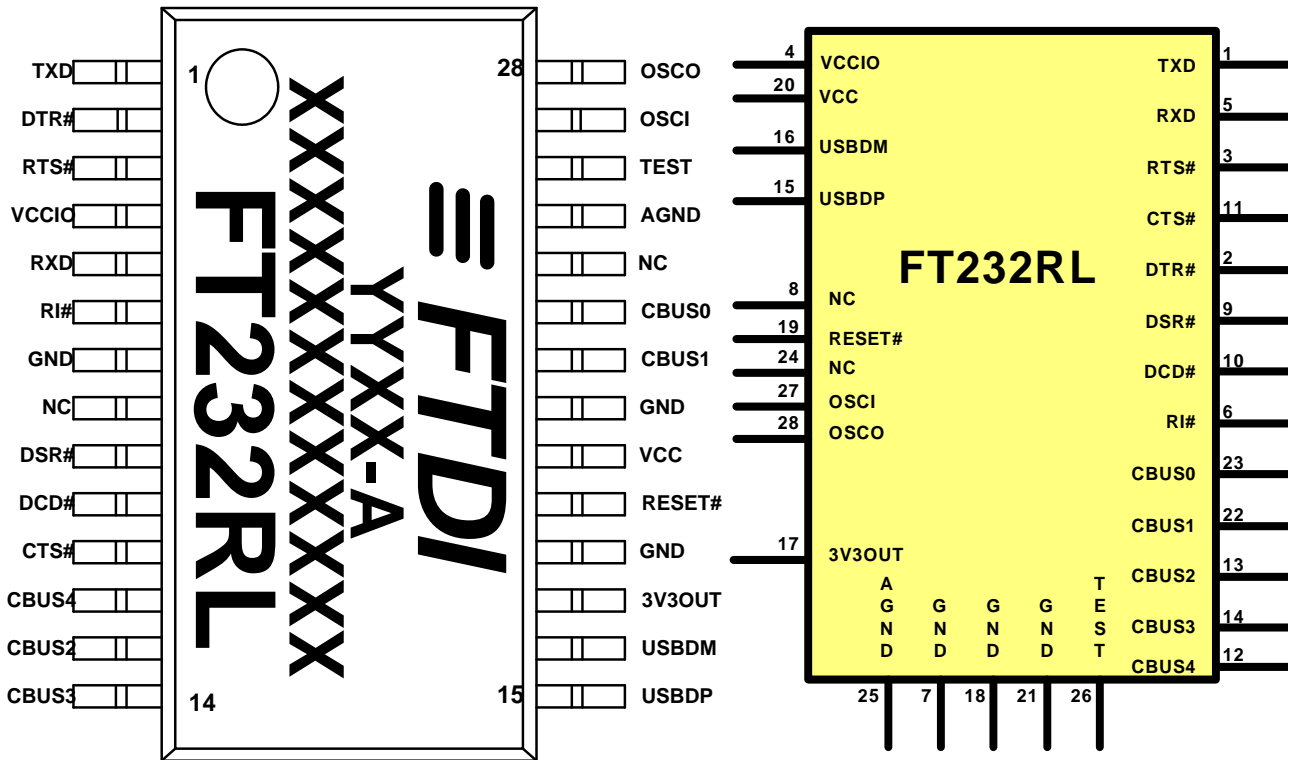 1
28
14
15
TXD
DTR#
RTS#
VCCIO
RXD
RI#
GND
NC
DSR#
DCD#
CTS#
CBUS4
CBUS2
CBUS3
OSCO
OSCI
TEST
AGND
NC
CBUS0
CBUS1
GND
VCC
RESET#
GND
3V3OUT
USBDM
USBDP
FTDI
YYXX-A
XXXXXXXXXXXX
FT232RL
FT232RL
4 VCCIO
20 VCC
16 USBDM
15 USBDP
8 NC
19 RESET#
24 NC
27 OSCI
28 OSCO
17 3V3OUT
TXD 1
RXD 5
RTS# 3
CTS# 11
DTR# 2
DSR# 9
DCD# 10
RI# 6
CBUS0 23
CBUS1 22
CBUS2 13
CBUS3 14
CBUS4 12
AGND 25
GND 7
GND 18
GND 21
TEST 26